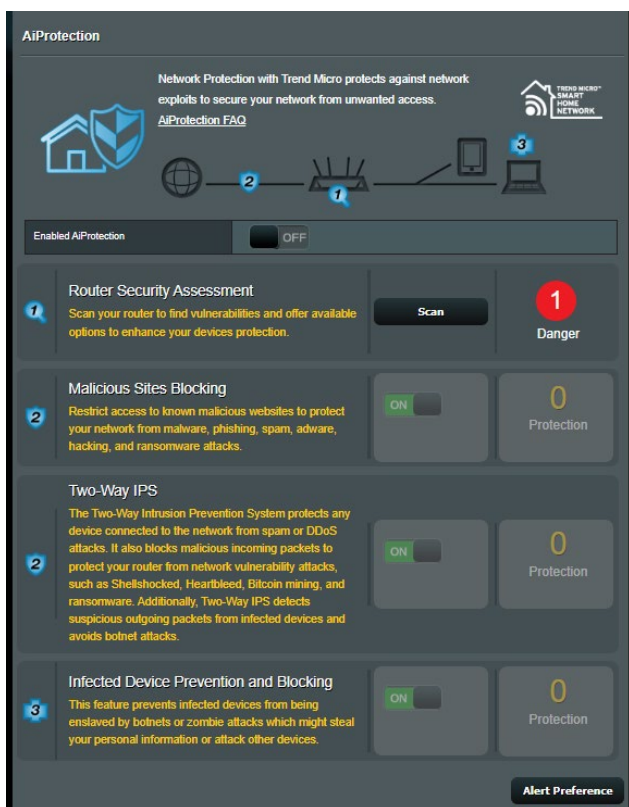 AiProtection
Network Protection with Trend Micro protects against network
exploits to secure your network from unwanted access.
AiProtection FAQ
TREND MICRO™
SMART
HOME
NETWORK
3
2
1
Enabled AiProtection
OFF
1
Router Security Assessment
Scan your router to find vulnerabilities and offer available
options to enhance your devices protection.
Scan
1
Danger
2
Malicious Sites Blocking
Restrict access to known malicious websites to protect
your network from malware, phishing, spam, adware,
hacking, and ransomware attacks.
ON
0
Protection
2
Two-Way IPS
The Two-Way Intrusion Prevention System protects any
device connected to the network from spam or DDoS
attacks. It also blocks malicious incoming packets to
protect your router from network vulnerability attacks,
such as Shellshocked, Heartbleed, Bitcoin mining, and
ransomware. Additionally, Two-Way IPS detects
suspicious outgoing packets from infected devices and
avoids botnet attacks.
ON
0
Protection
3
Infected Device Prevention and Blocking
This feature prevents infected devices from being
enslaved by botnets or zombie attacks which might steal
your personal information or attack other devices.
ON
0
Protection
Alert Preference